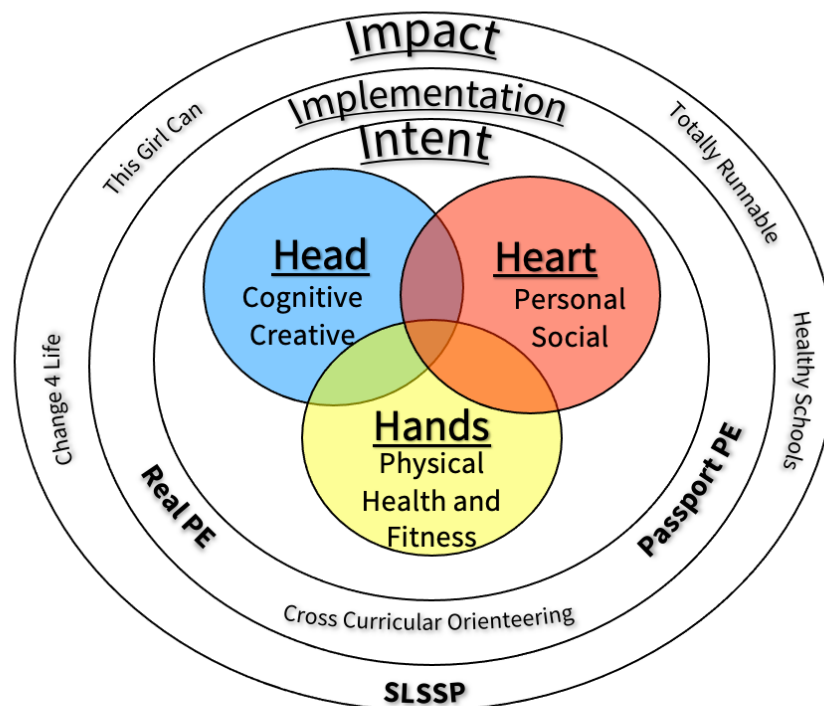 Impact
Implementation
Intent
This Girl Can
Totally Runnable
Head
Cognitive
Creative
Heart
Personal
Social
Change 4 Life
Healthy Schools
Hands
Physical
Health and
Fitness
Real PE
Passport PE
Cross Curricular Orienteering
SLSSP